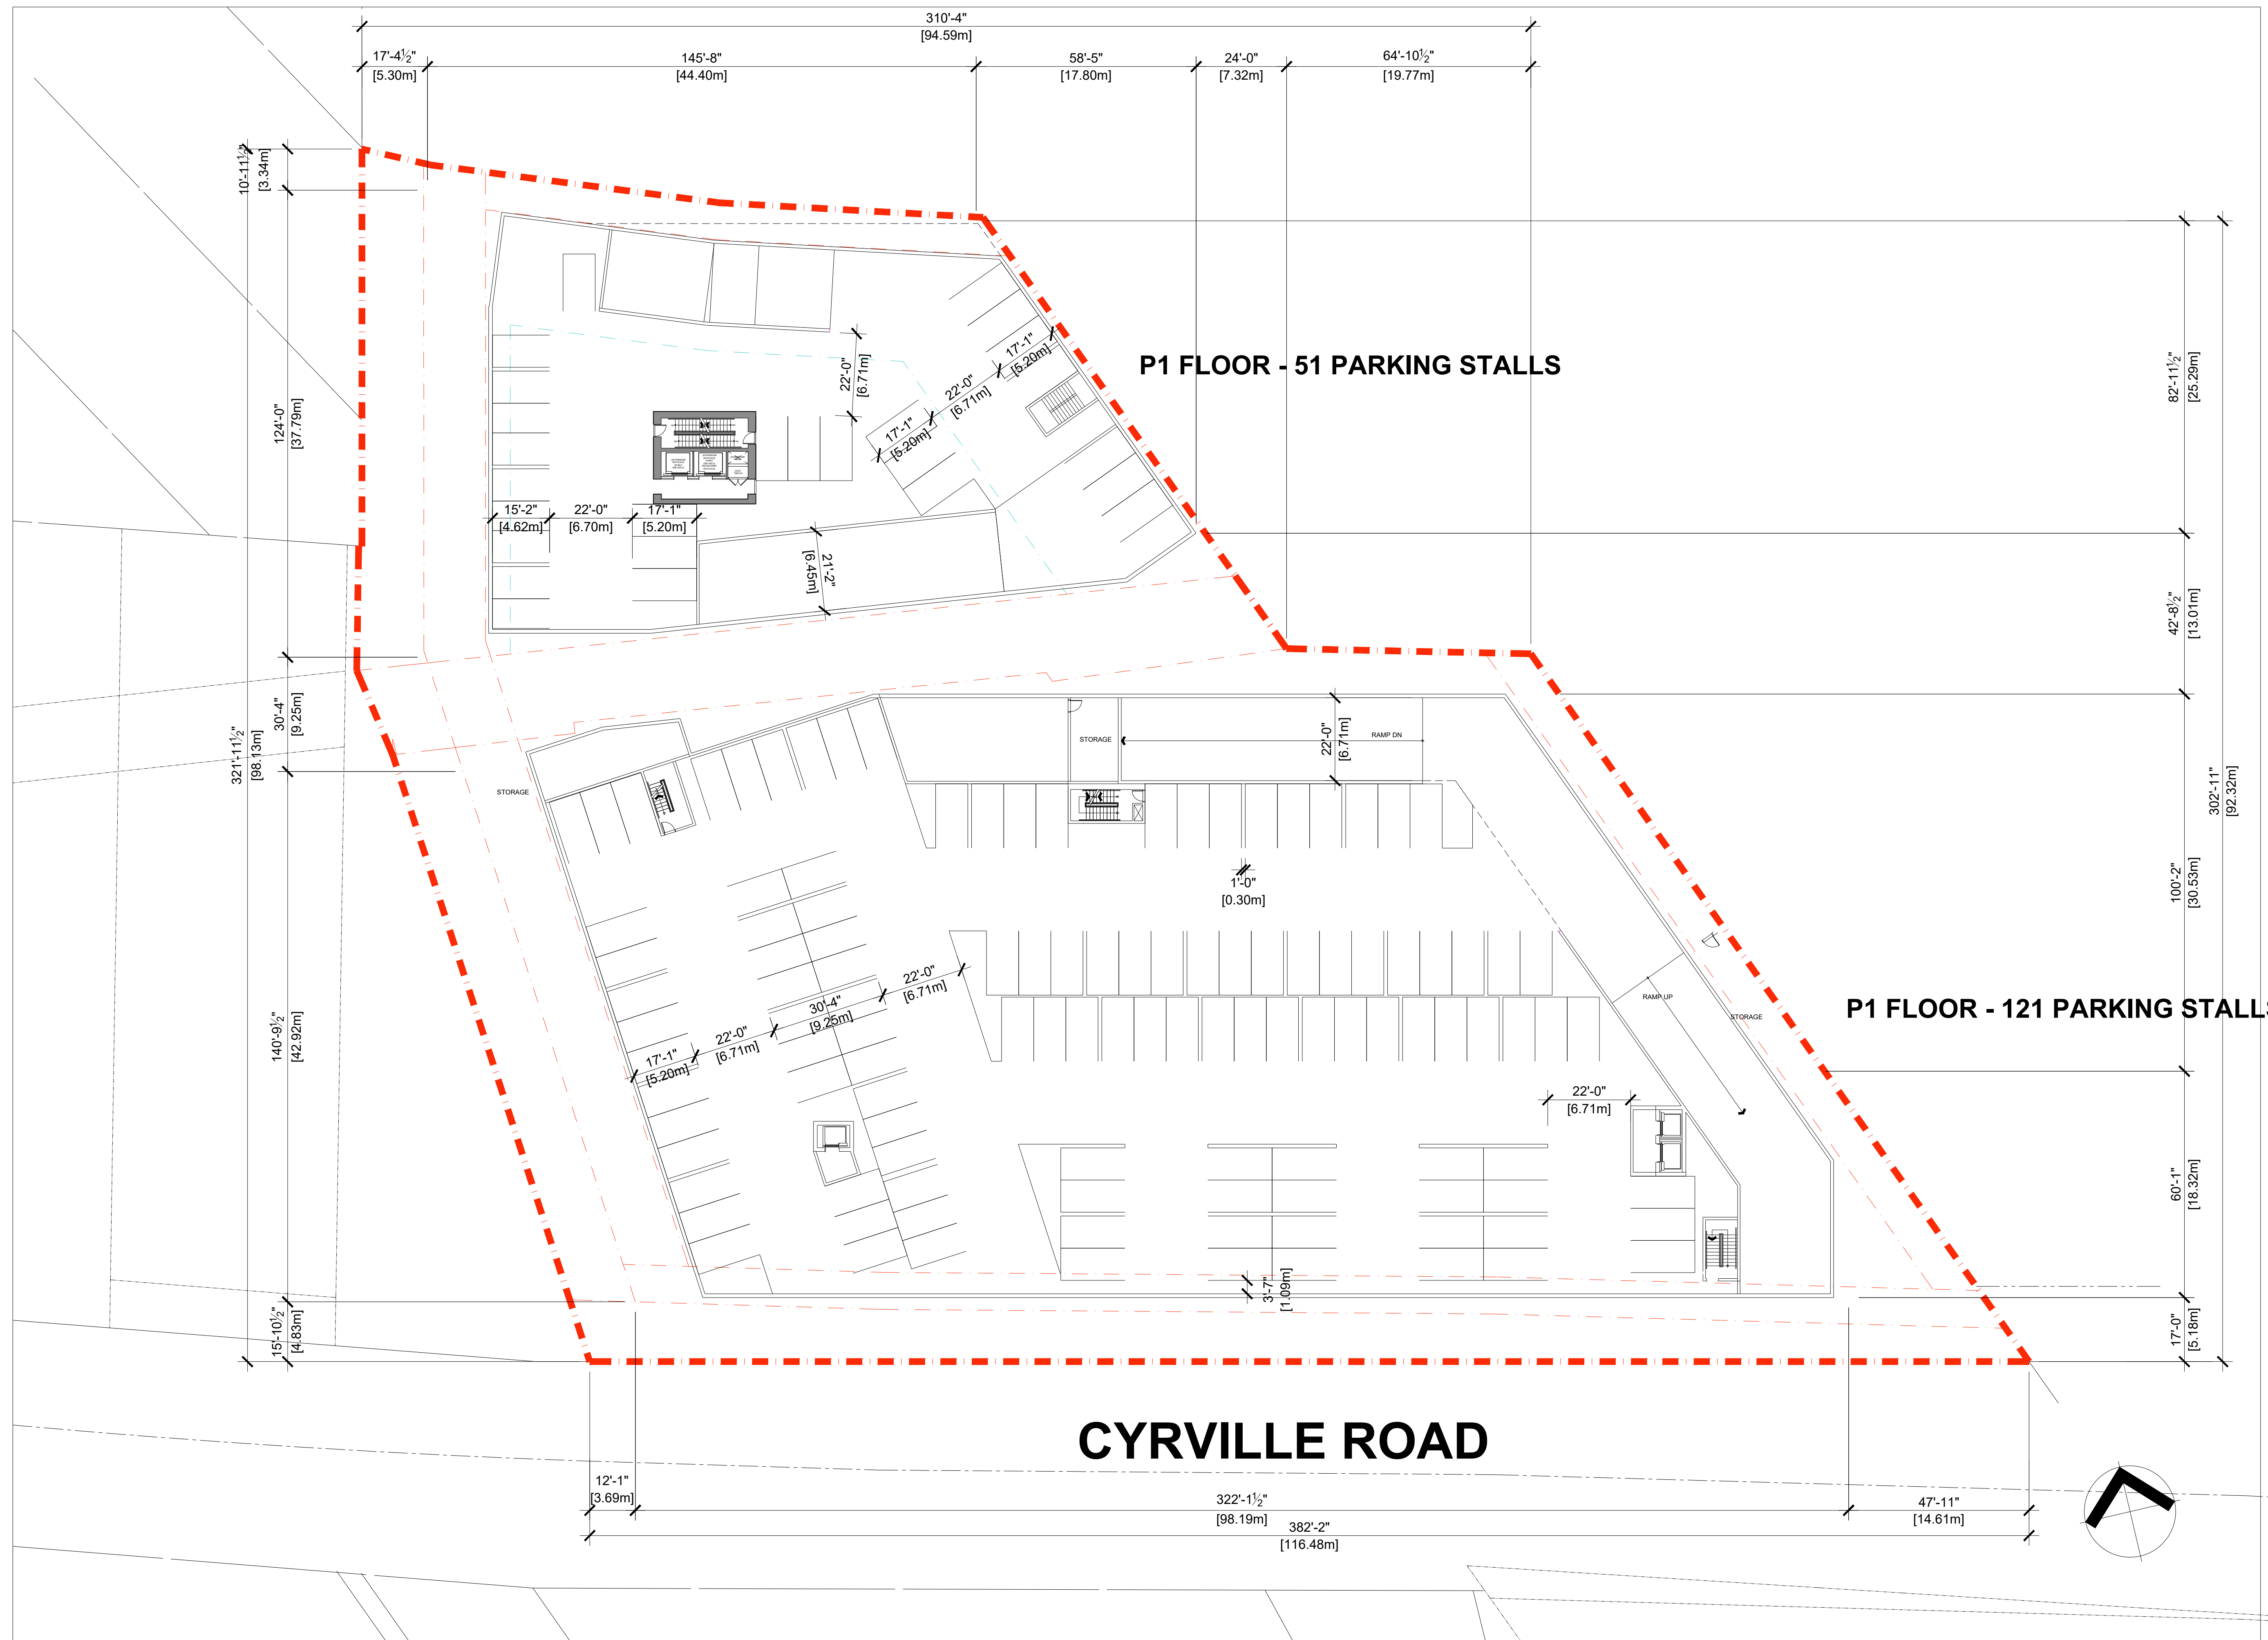 310'-4"
[94.59m]
17'-4½"
[5.30m]
145'-8"
[44.40m]
58'-5"
[17.80m]
24'-0"
[7.32m]
64'-10½"
[19.77m]
10'-11½"
[3.34m]
124'-0"
[37.79m]
30'-4"
[9.25m]
321'-11½"
[98.13m]
140'-9½"
[42.92m]
15'-10½"
[4.83m]
82'-11½"
[25.29m]
42'-8½"
[13.01m]
302'-11"
[92.32m]
100'-2"
[30.53m]
60'-1"
[18.32m]
17'-0"
[5.18m]
P1 FLOOR - 51 PARKING STALLS
17'-1"
[5.20m]
22'-0"
[6.71m]
22'-0"
[6.71m]
17'-1"
[5.20m]
15'-2"
[4.62m]
22'-0"
[6.70m]
17'-1"
[5.20m]
21'-2"
[6.45m]
STORAGE
RAMP DN
22'-0"
[6.71m]
STORAGE
1'-0"
[0.30m]
22'-0"
[6.71m]
30'-4"
[9.25m]
22'-0"
[6.71m]
17'-1"
[5.20m]
RAMP UP
STORAGE
P1 FLOOR - 121 PARKING STALLS
22'-0"
[6.71m]
3'-7"
[1.09m]
CYRVILLE ROAD
12'-1"
[3.69m]
322'-1½"
[98.19m]
47'-11"
[14.61m]
382'-2"
[116.48m]